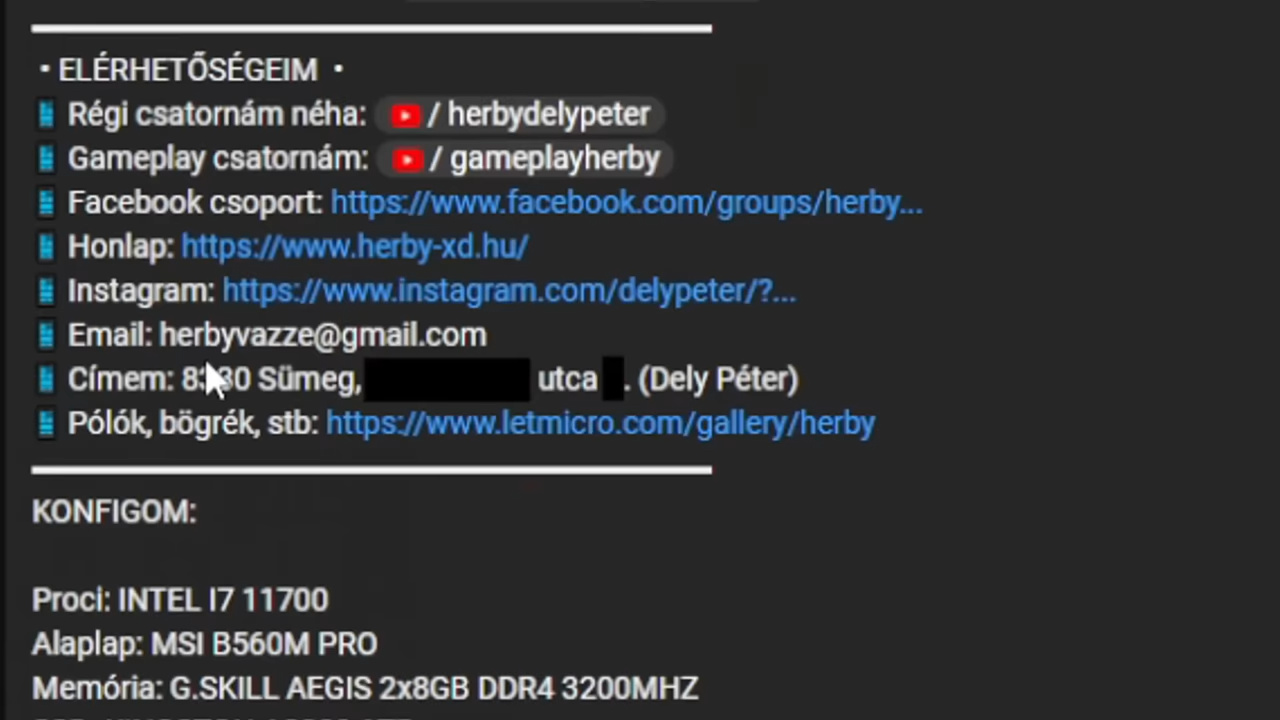 • ELÉRHETŐSÉGEIM •
Régi csatornám néha: / herbydelypeter
Gameplay csatornám: / gameplayherby
Facebook csoport: https://www.facebook.com/groups/herby...
Honlap: https://www.herby-xd.hu/
Instagram: https://www.instagram.com/delypeter/?...
Email: herbyvazze@gmail.com
Címem: Sümeg, utca . (Dely Péter)
Pólók, bögrék, stb: https://www.letmicro.com/gallery/herby
KONFIGOM:
Proci: INTEL I7 11700
Alaplap: MSI B560M PRO
Memória: G.SKILL AEGIS 2x8GB DDR4 3200MHZ